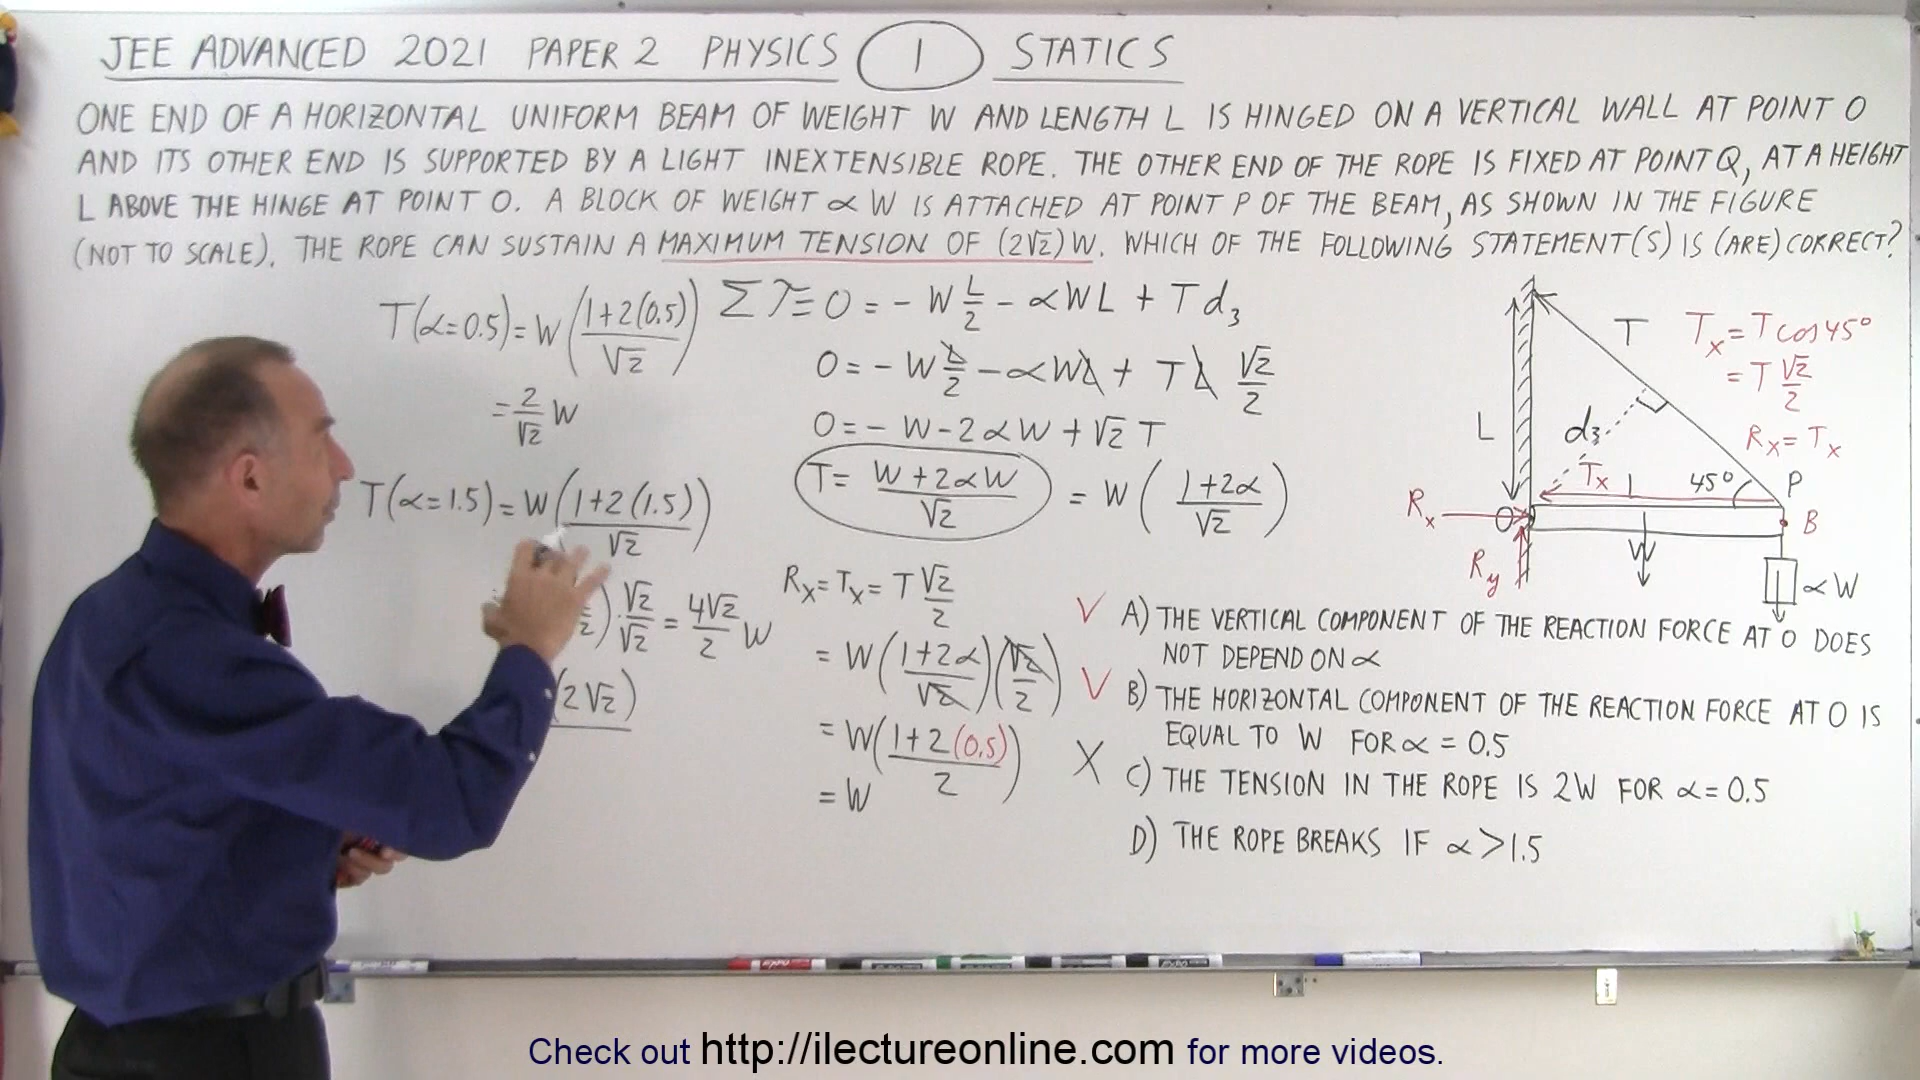 JEE ADVANCED 2021 PAPER 2 PHYSICS 1 STATICS
ONE END OF A HORIZONTAL UNIFORM BEAM OF WEIGHT W AND LENGTH L IS HINGED ON A VERTICAL WALL AT POINT O
AND ITS OTHER END IS SUPPORTED BY A LIGHT INEXTENSIBLE ROPE. THE OTHER END OF THE ROPE IS FIXED AT POINT Q, AT A HEIGHT
L ABOVE THE HINGE AT POINT O. A BLOCK OF WEIGHT ∝ W IS ATTACHED AT POINT P OF THE BEAM, AS SHOWN IN THE FIGURE
(NOT TO SCALE). THE ROPE CAN SUSTAIN A MAXIMUM TENSION OF (2√2)W. WHICH OF THE FOLLOWING STATEMENT(S) IS (ARE) CORRECT?
T(∝=0.5) = W((1+2(0.5))/√2)
= 2/√2 W
T(∝=1.5) = W((1+2(1.5))/√2)
) · √2/√2 = 4√2/2 W
(2√2)
Στ = 0 = - W L/2 - ∝WL + T d₃
0 = - W L/2 - ∝WL + T L √2/2
0 = - W - 2∝W + √2 T
T = (W + 2∝W)/√2 = W((1+2∝)/√2)
Rx = Tx = T √2/2
= W((1+2∝)/√2)(√2/2)
= W((1+2(0.5))/2)
= W
T
Tx = T cos 45°
= T √2/2
Rx = Tx
L
d₃
Tx
L
45°
P
Rx
O
B
Ry
W
∝W
✓ A) THE VERTICAL COMPONENT OF THE REACTION FORCE AT O DOES
NOT DEPEND ON ∝
✓ B) THE HORIZONTAL COMPONENT OF THE REACTION FORCE AT O IS
EQUAL TO W FOR ∝ = 0.5
X C) THE TENSION IN THE ROPE IS 2W FOR ∝ = 0.5
D) THE ROPE BREAKS IF ∝ > 1.5
EXPO
EXPO
Check out http://ilectureonline.com for more videos.